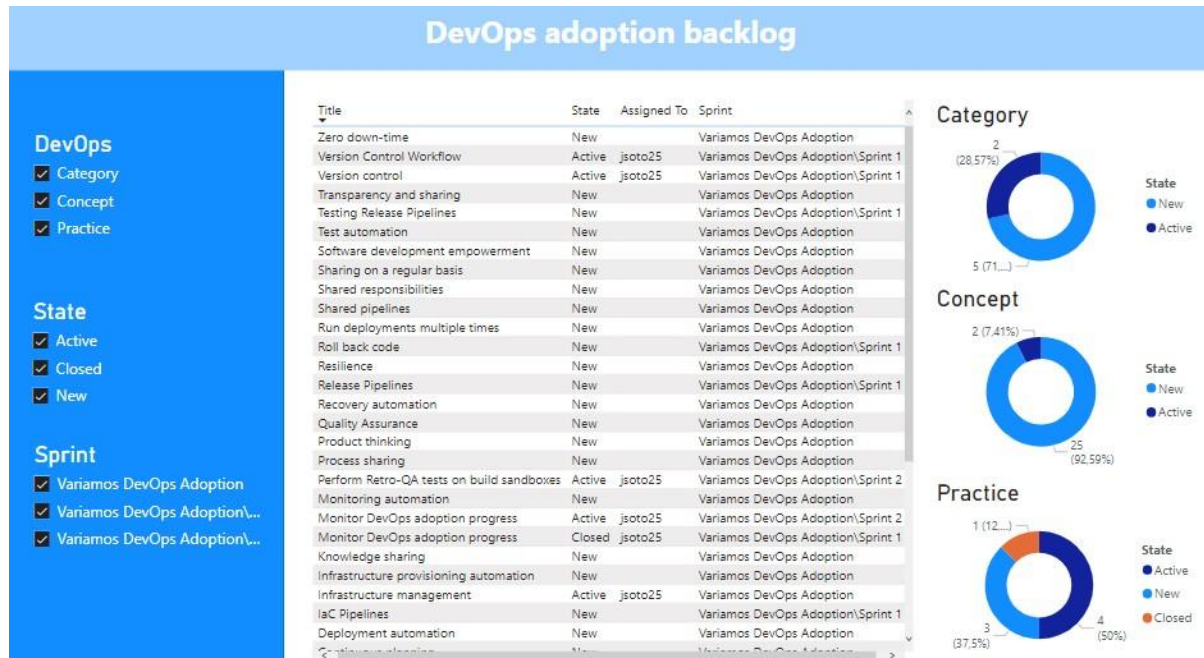 DevOps adoption backlog
DevOps
Category
Concept
Practice
State
Active
Closed
New
Sprint
Variamos DevOps Adoption
Variamos DevOps Adoption\...
Variamos DevOps Adoption\...
Title State Assigned To Sprint
Zero down-time New Variamos DevOps Adoption
Version Control Workflow Active jsoto25 Variamos DevOps Adoption\Sprint 1
Version control Active jsoto25 Variamos DevOps Adoption\Sprint 1
Transparency and sharing New Variamos DevOps Adoption
Testing Release Pipelines New Variamos DevOps Adoption\Sprint 1
Test automation New Variamos DevOps Adoption
Software development empowerment New Variamos DevOps Adoption
Sharing on a regular basis New Variamos DevOps Adoption
Shared responsibilities New Variamos DevOps Adoption
Shared pipelines New Variamos DevOps Adoption
Run deployments multiple times New Variamos DevOps Adoption
Roll back code New Variamos DevOps Adoption\Sprint 1
Resilience New Variamos DevOps Adoption
Release Pipelines New Variamos DevOps Adoption\Sprint 1
Recovery automation New Variamos DevOps Adoption
Quality Assurance New Variamos DevOps Adoption
Product thinking New Variamos DevOps Adoption
Process sharing New Variamos DevOps Adoption
Perform Retro-QA tests on build sandboxes Active jsoto25 Variamos DevOps Adoption\Sprint 2
Monitoring automation New Variamos DevOps Adoption
Monitor DevOps adoption progress Active jsoto25 Variamos DevOps Adoption\Sprint 2
Monitor DevOps adoption progress Closed jsoto25 Variamos DevOps Adoption\Sprint 1
Knowledge sharing New Variamos DevOps Adoption
Infrastructure provisioning automation New Variamos DevOps Adoption
Infrastructure management Active jsoto25 Variamos DevOps Adoption
IaC Pipelines New Variamos DevOps Adoption\Sprint 1
Deployment automation New Variamos DevOps Adoption
Category
2
(28,57%)
5 (71,...)
State
New
Active
Concept
2 (7,41%)
25
(92,59%)
State
New
Active
Practice
1 (12,...)
3
(37,5%)
4
(50%)
State
Active
New
Closed